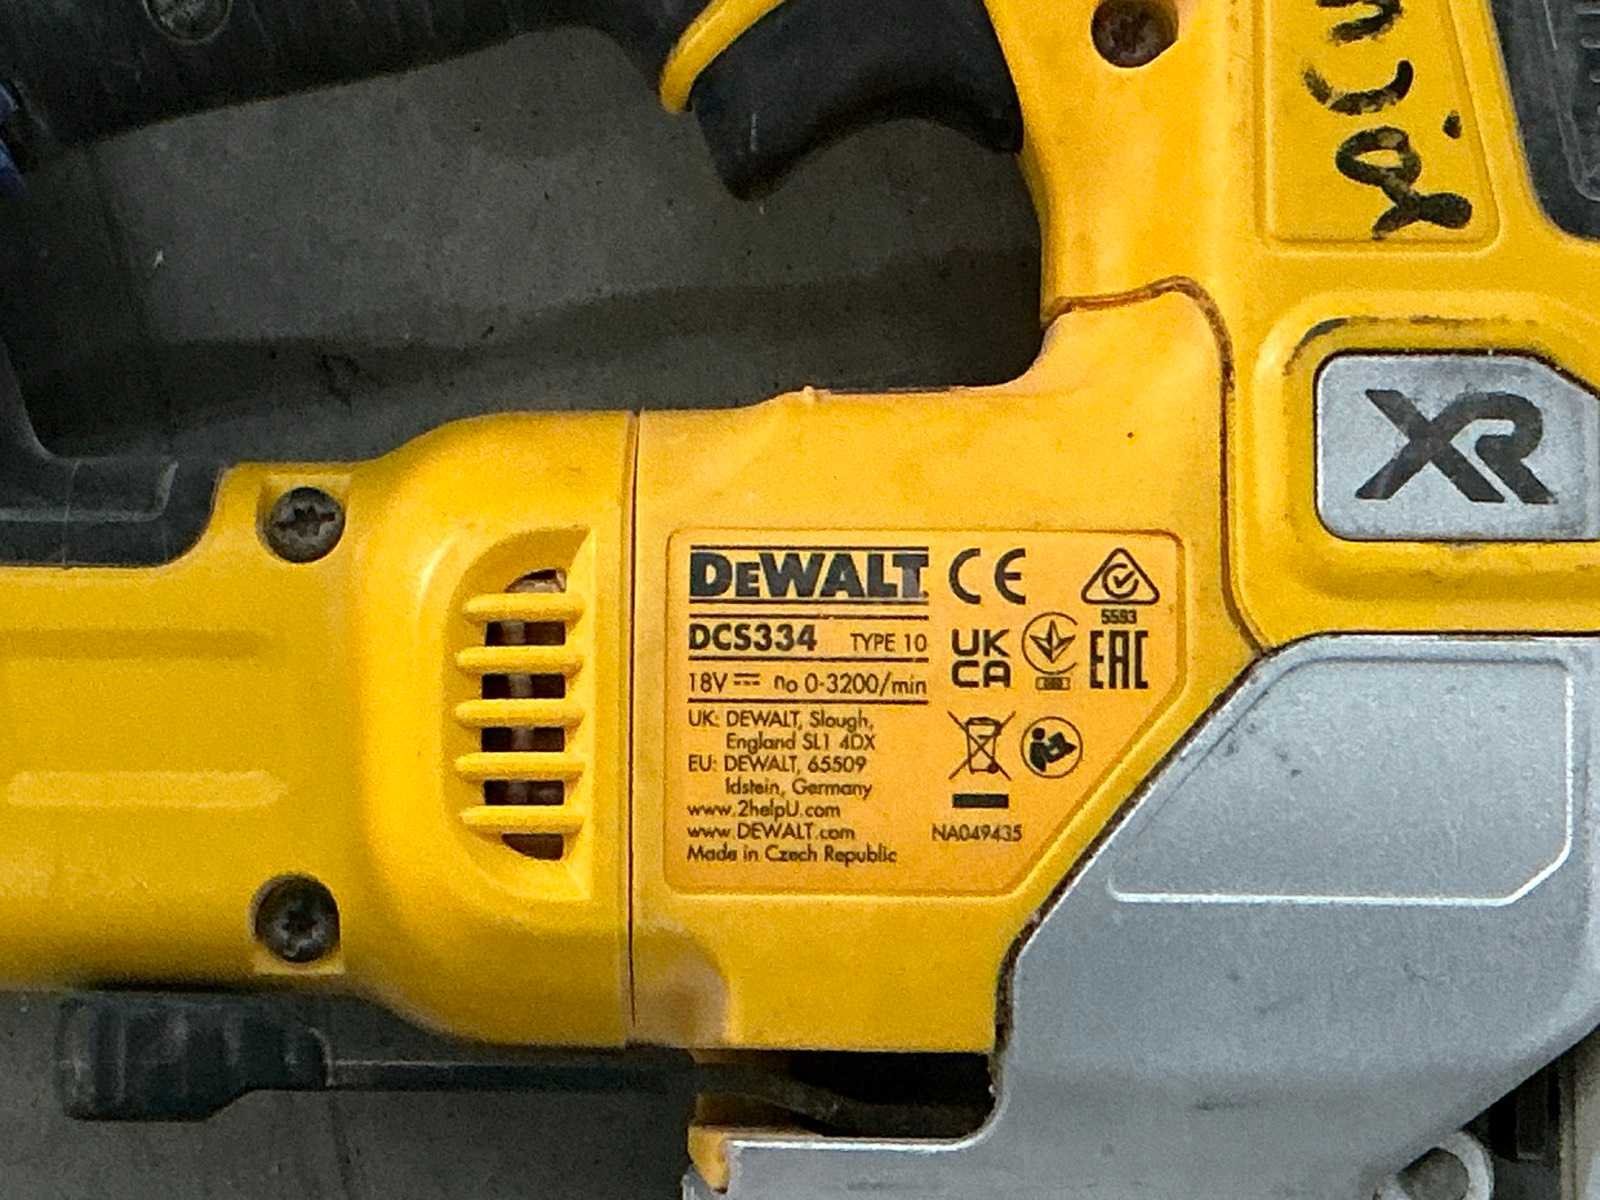 XR
DEWALT
CE
5593
DCS334 TYPE 10
UK
CA
EAC
18V no 0-3200/min
UK: DEWALT, Slough,
England SL1 4DX
EU: DEWALT, 65509
Idstein, Germany
www.2helpU.com
www.DEWALT.com
Made in Czech Republic
NA049435